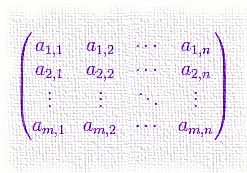 a₁,₁ a₁,₂ ⋯ a₁,ₙ
a₂,₁ a₂,₂ ⋯ a₂,ₙ
⋮ ⋮ ⋱ ⋮
aₘ,₁ aₘ,₂ ⋯ aₘ,ₙ